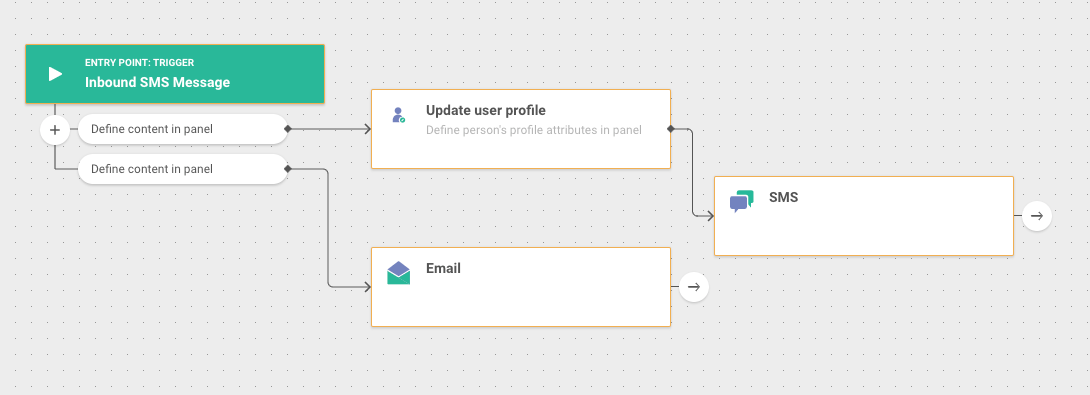 ENTRY POINT: TRIGGER
Inbound SMS Message
Define content in panel
Define content in panel
Update user profile
Define person's profile attributes in panel
SMS
Email